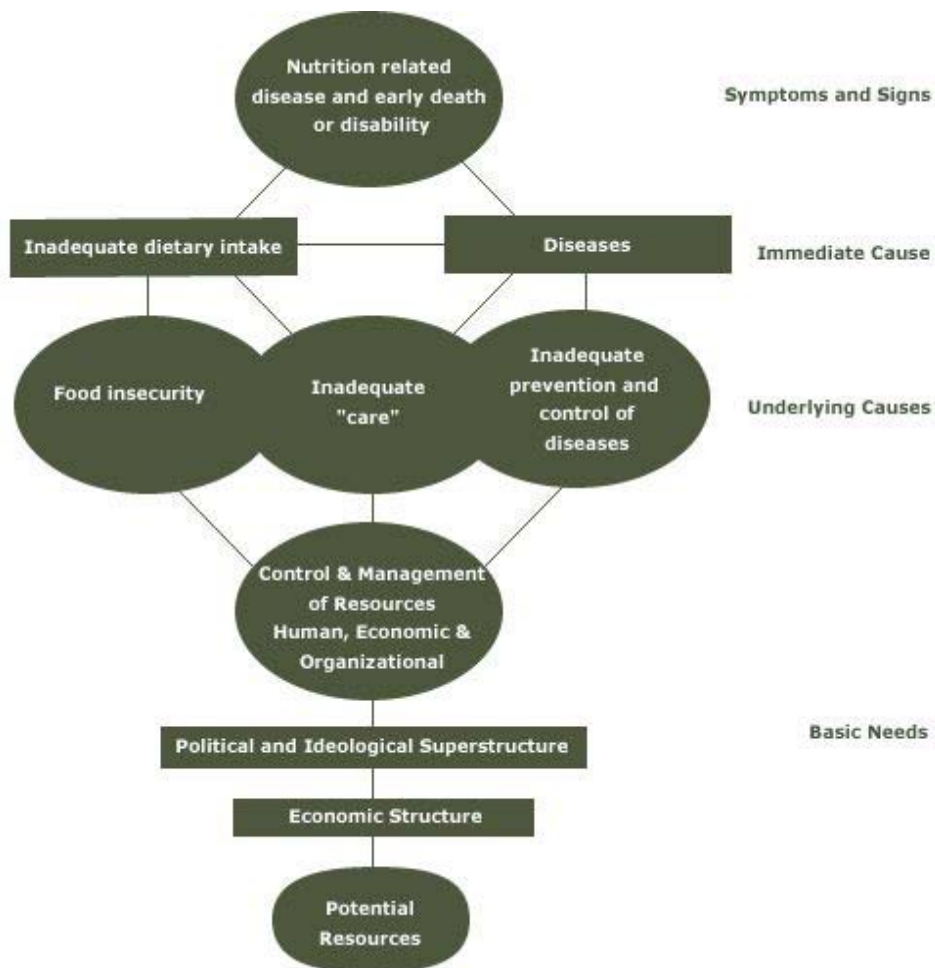 Nutrition related
disease and early death
or disability
Symptoms and Signs
Inadequate dietary intake
Diseases
Immediate Cause
Food insecurity
Inadequate
"care"
Inadequate
prevention and
control of
diseases
Underlying Causes
Control & Management
of Resources
Human, Economic &
Organizational
Political and Ideological Superstructure
Basic Needs
Economic Structure
Potential
Resources